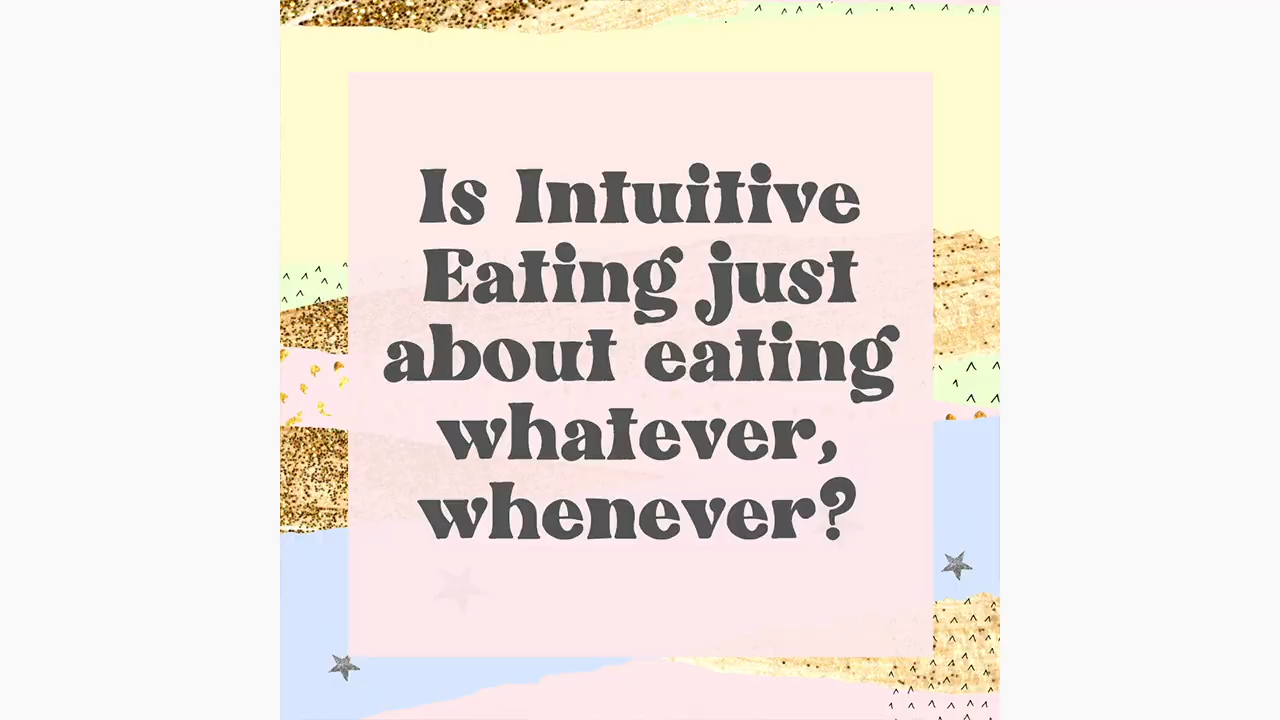 Is Intuitive
Eating just
about eating
whatever,
whenever?